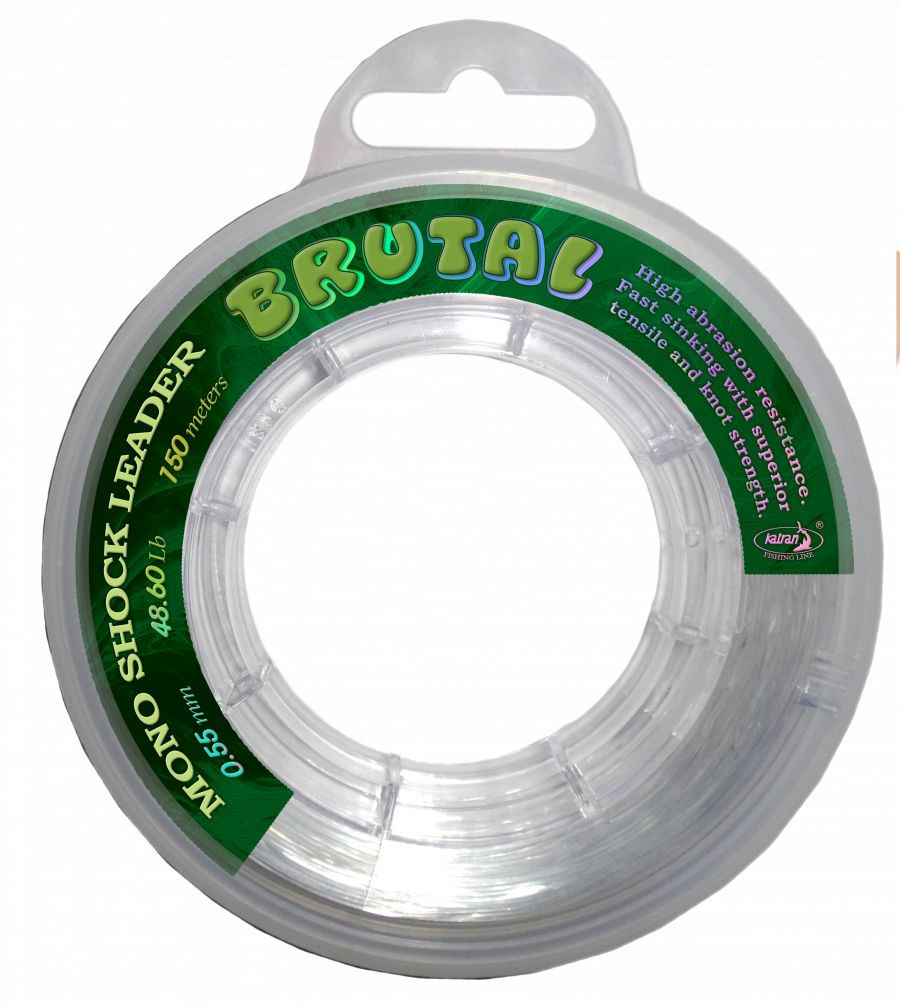 BRUTAL
High abrasion resistance.
Fast sinking with superior
tensile and knot strength.
MONO SHOCK LEADER
150 meters
48.60 Lb
0.55 mm
katran ®
FISHING LINE